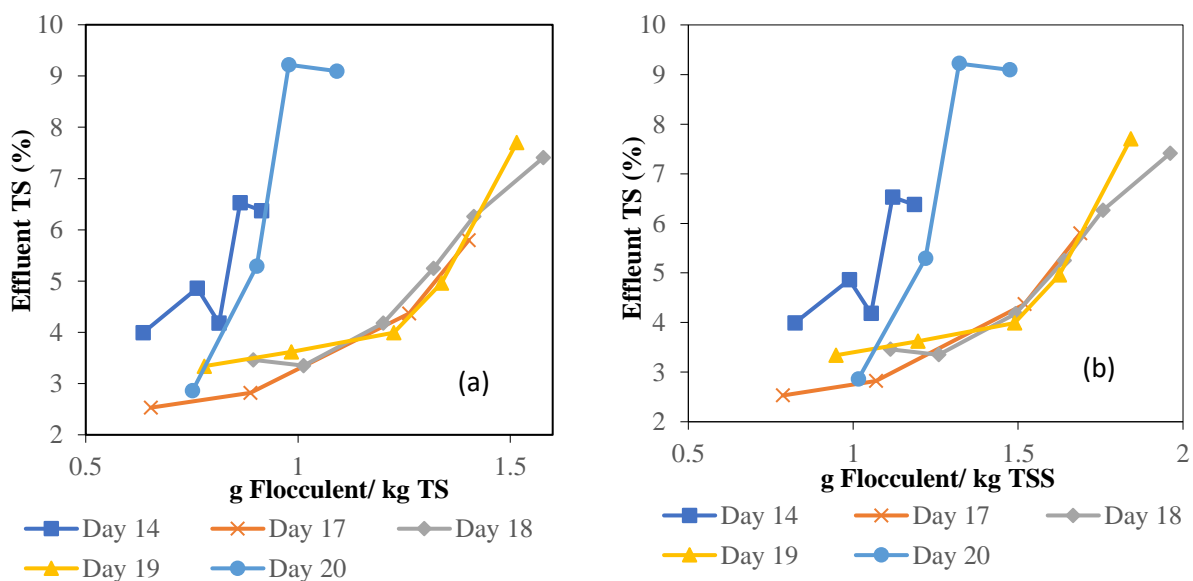 10
9
8
7
6
5
4
3
2
Effluent TS (%)
0.5 1 1.5
g Flocculent/ kg TS
(a)
Day 14 Day 17 Day 18
Day 19 Day 20
10
9
8
7
6
5
4
3
2
Effleunt TS (%)
0.5 1 1.5 2
g Flocculent/ kg TSS
(b)
Day 14 Day 17 Day 18
Day 19 Day 20